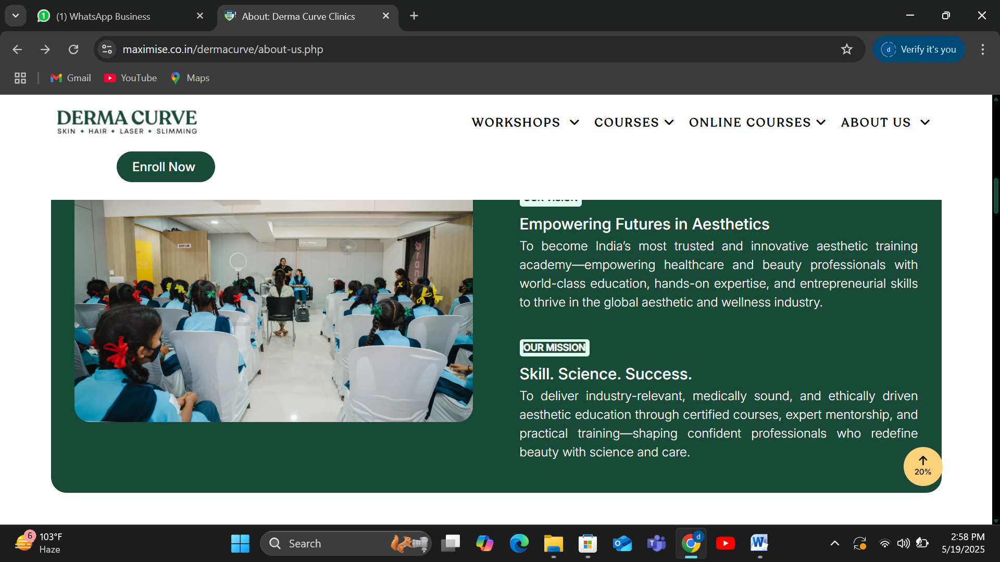 (1) WhatsApp Business
About: Derma Curve Clinics
maximise.co.in/dermacurve/about-us.php
d
Verify it's you
Gmail
YouTube
Maps
DERMA CURVE
SKIN ✦ HAIR ✦ LASER ✦ SLIMMING
WORKSHOPS
COURSES
ONLINE COURSES
ABOUT US
Enroll Now
BODY LAB
OUR VISION
Empowering Futures in Aesthetics
To become India’s most trusted and innovative aesthetic training
academy—empowering healthcare and beauty professionals with
world-class education, hands-on expertise, and entrepreneurial skills
to thrive in the global aesthetic and wellness industry.
OUR MISSION
Skill. Science. Success.
To deliver industry-relevant, medically sound, and ethically driven
aesthetic education through certified courses, expert mentorship, and
practical training—shaping confident professionals who redefine
beauty with science and care.
20%
6
103°F
Haze
Search
d
2:58 PM
5/19/2025